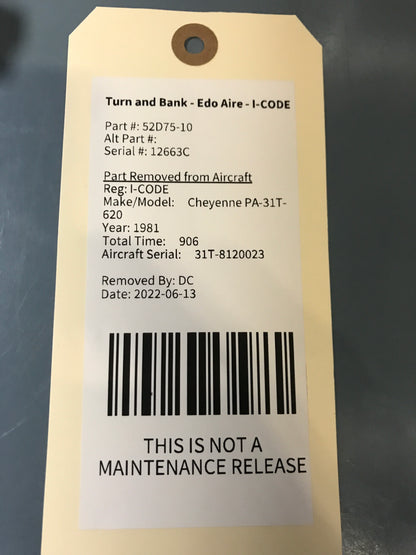 Turn and Bank - Edo Aire - I-CODE
Part #: 52D75-10
Alt Part #:
Serial #: 12663C
Part Removed from Aircraft
Reg: I-CODE
Make/Model: Cheyenne PA-31T-
620
Year: 1981
Total Time: 906
Aircraft Serial: 31T-8120023
Removed By: DC
Date: 2022-06-13
THIS IS NOT A
MAINTENANCE RELEASE